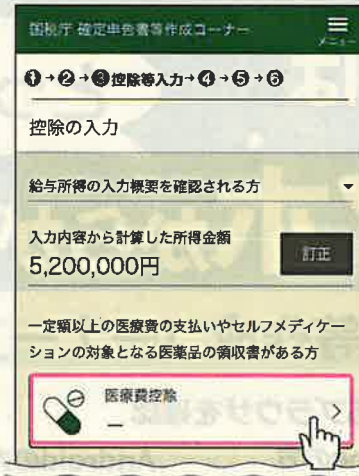 国税庁 確定申告書等作成コーナー
メニュー
❶→❷→❸控除等入力→❹→❺→❻
控除の入力
給与所得の入力概要を確認される方
入力内容から計算した所得金額
5,200,000円
訂正
一定額以上の医療費の支払いやセルフメディケー
ションの対象となる医薬品の領収書がある方
医療費控除
—